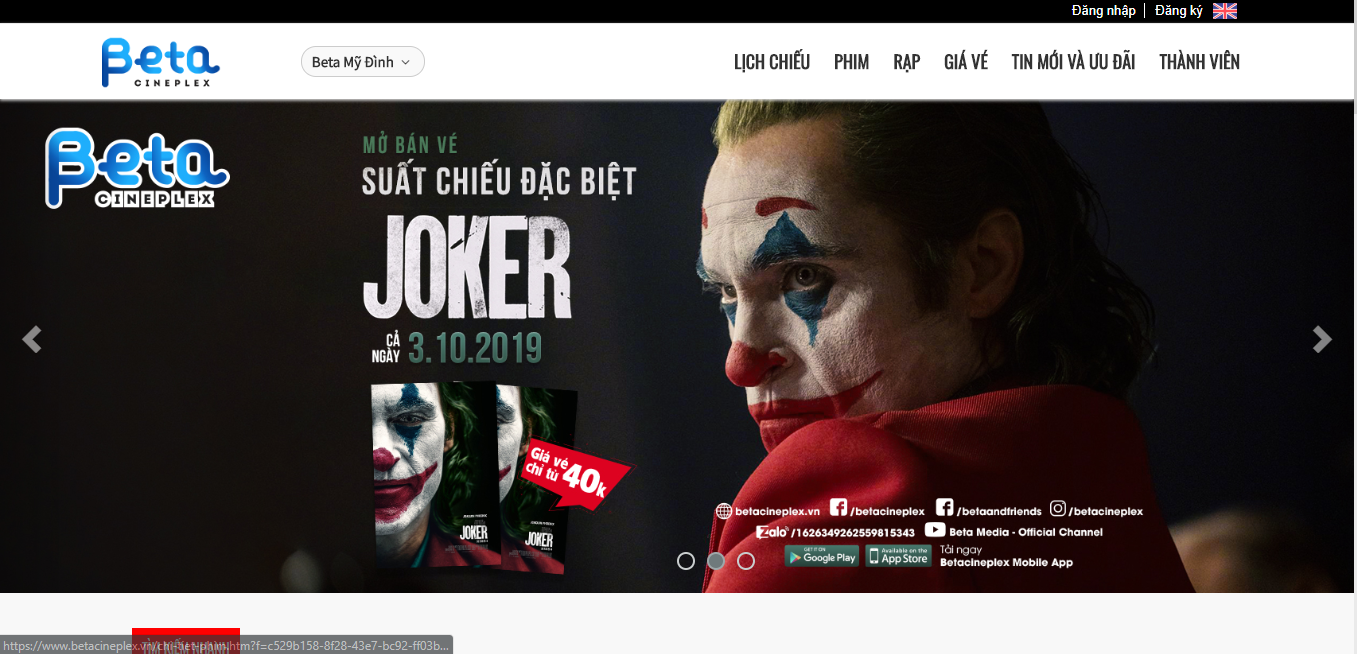 Đăng nhập
Đăng ký
Beta
CINEPLEX
Beta Mỹ Đình
LỊCH CHIẾU
PHIM
RẠP
GIÁ VÉ
TIN MỚI VÀ ƯU ĐÃI
THÀNH VIÊN
Beta
CINEPLEX
MỞ BÁN VÉ
SUẤT CHIẾU ĐẶC BIỆT
JOKER
CẢ NGÀY 3.10.2019
Giá vé
chỉ từ 40k
JOKER
JOKER
betacineplex.vn /betacineplex /betaandfriends /betacineplex
Zalo /1626349262559815343 Beta Media - Official Channel
GET IT ON Google Play
Available on the App Store
Tải ngay
Betacineplex Mobile App
https://www.betacineplex.vn/chi-tiet-phim.htm?f=c529b158-8f28-43e7-bc92-ff03b...